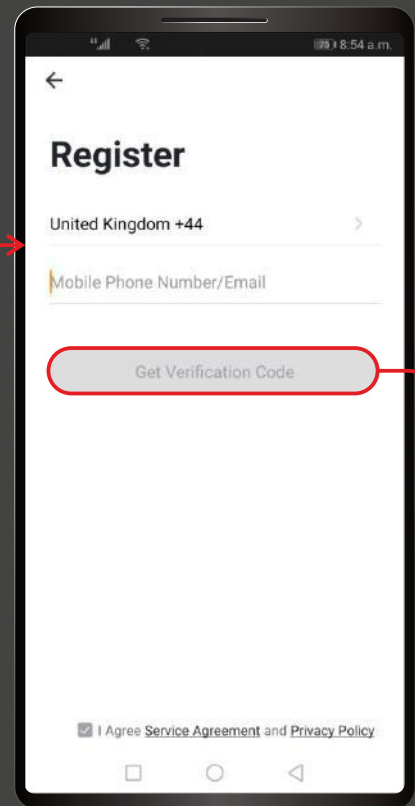 75 8:54 a.m.
Register
United Kingdom +44
Mobile Phone Number/Email
Get Verification Code
I Agree Service Agreement and Privacy Policy